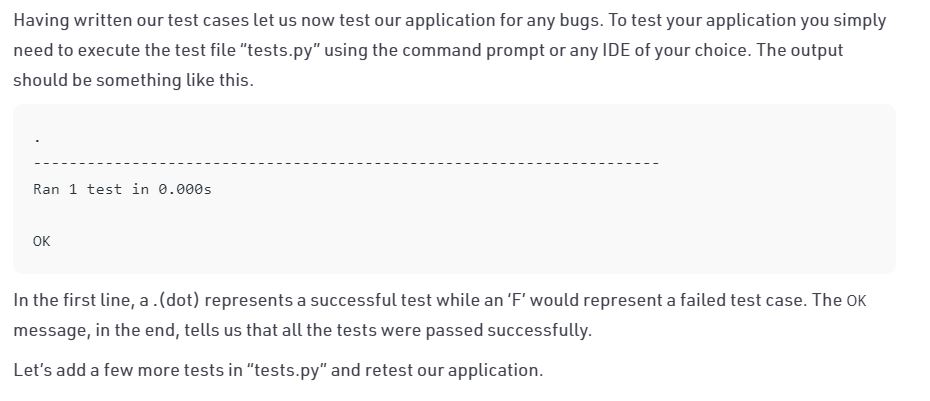 Having written our test cases let us now test our application for any bugs. To test your application you simply
need to execute the test file “tests.py” using the command prompt or any IDE of your choice. The output
should be something like this.
.
----------------------------------------------------------------------
Ran 1 test in 0.000s
OK
In the first line, a .(dot) represents a successful test while an ‘F’ would represent a failed test case. The OK
message, in the end, tells us that all the tests were passed successfully.
Let’s add a few more tests in “tests.py” and retest our application.